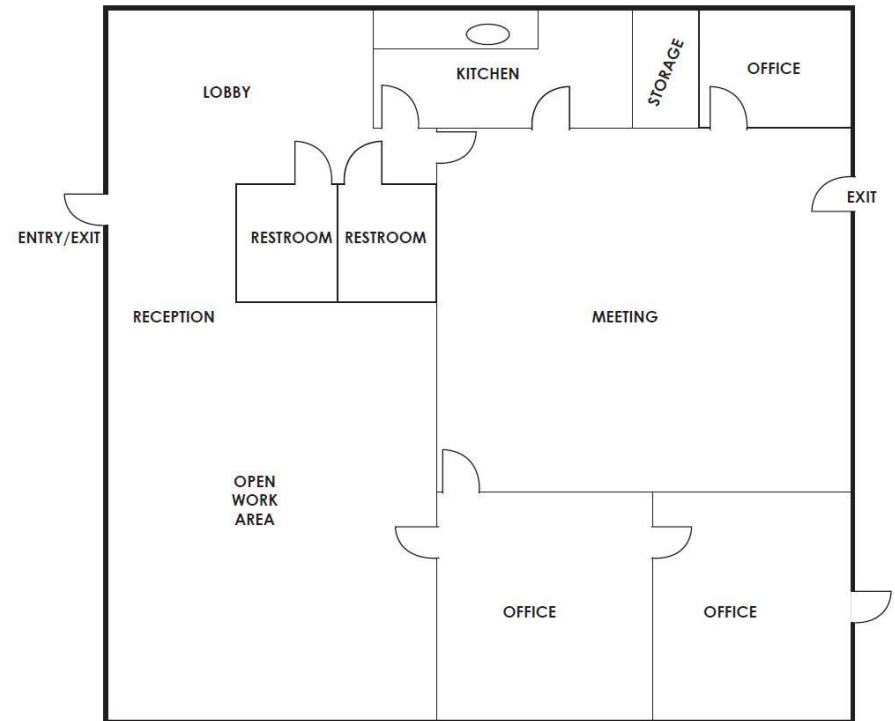 KITCHEN
STORAGE
OFFICE
LOBBY
EXIT
ENTRY/EXIT
RESTROOM
RESTROOM
RECEPTION
MEETING
OPEN
WORK
AREA
OFFICE
OFFICE